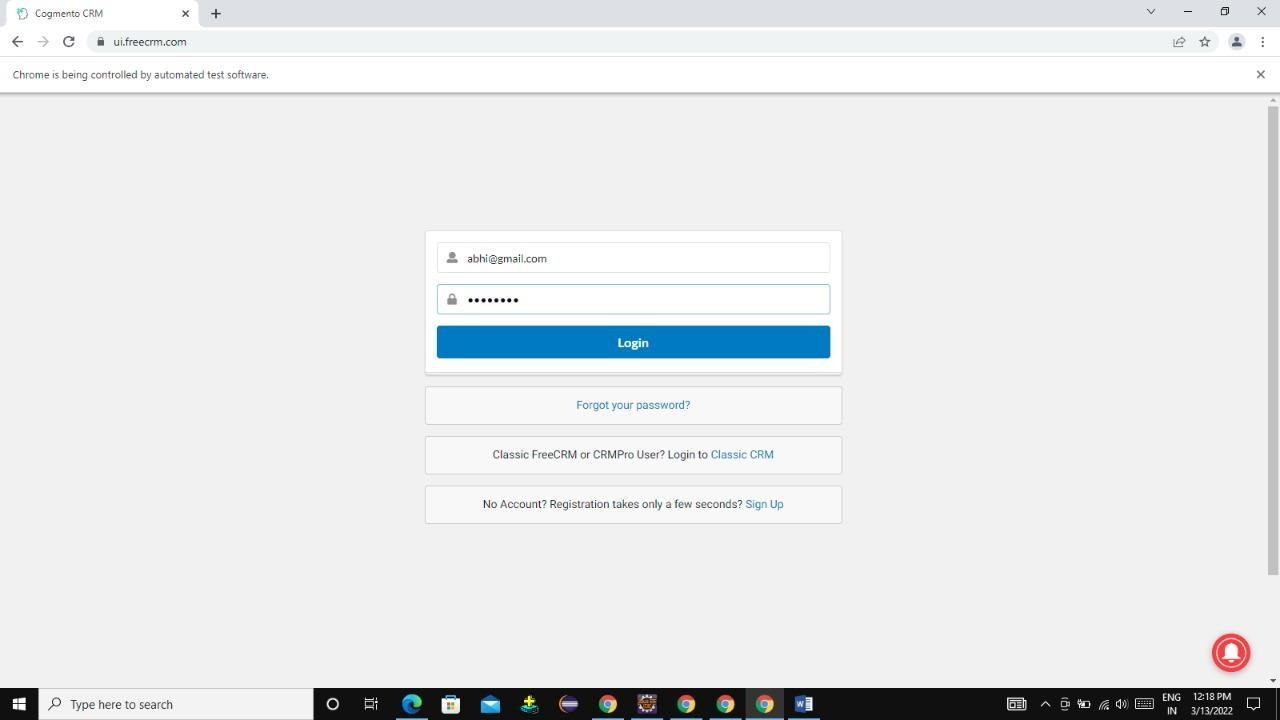 Cogmento CRM
ui.freecrm.com
Chrome is being controlled by automated test software.
abhi@gmail.com
••••••••
Login
Forgot your password?
Classic FreeCRM or CRMPro User? Login to Classic CRM
No Account? Registration takes only a few seconds? Sign Up
Type here to search
ENG
IN
12:18 PM
3/13/2022